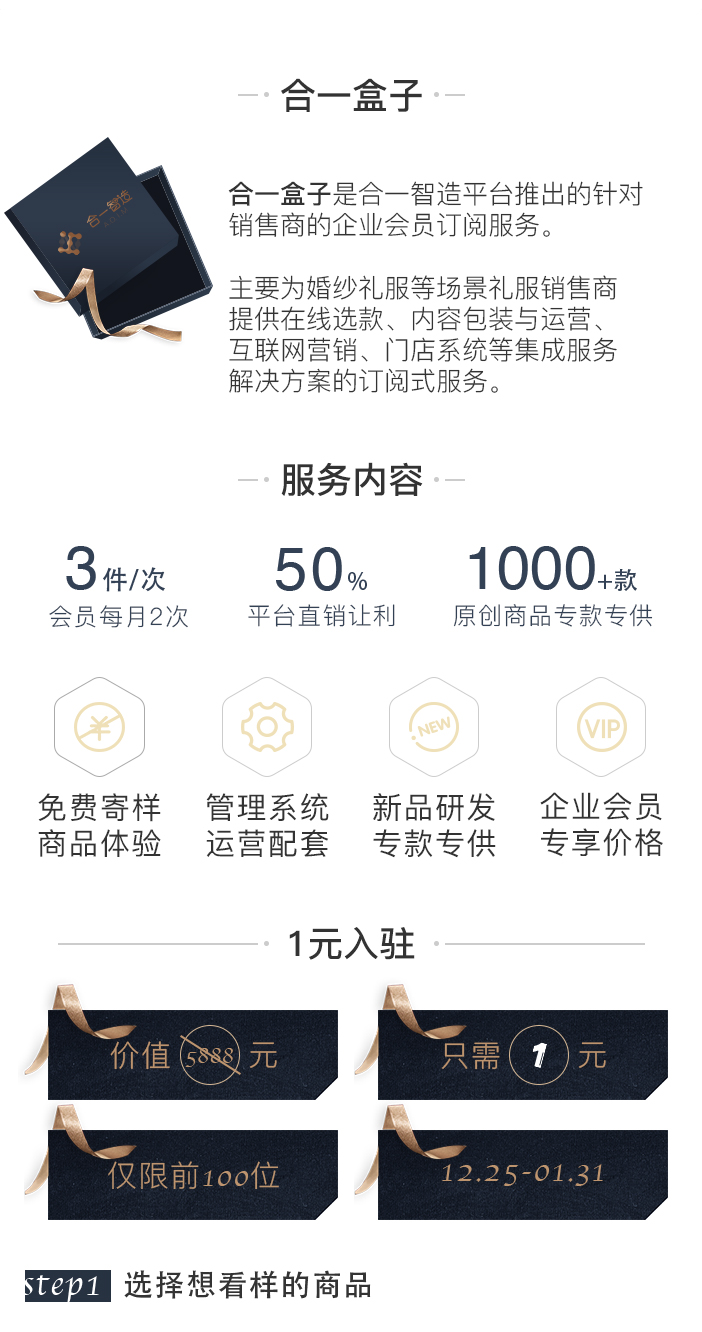 合一盒子
合一智造
合一盒子是合一智造平台推出的针对
销售商的企业会员订阅服务。
主要为婚纱礼服等场景礼服销售商
提供在线选款、内容包装与运营、
互联网营销、门店系统等集成服务
解决方案的订阅式服务。
服务内容
3件/次
会员每月2次
50%
平台直销让利
1000+款
原创商品专款专供
¥
NEW
VIP
免费寄样
商品体验
管理系统
运营配套
新品研发
专款专供
企业会员
专享价格
1元入驻
价值 5888 元
只需 1 元
仅限前100位
12.25-01.31
step1 选择想看样的商品